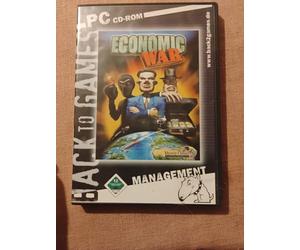 PC CD-ROM
www.back2games.de
BACK TO GAMES
ECONOMIC
WAR
MANAGEMENT